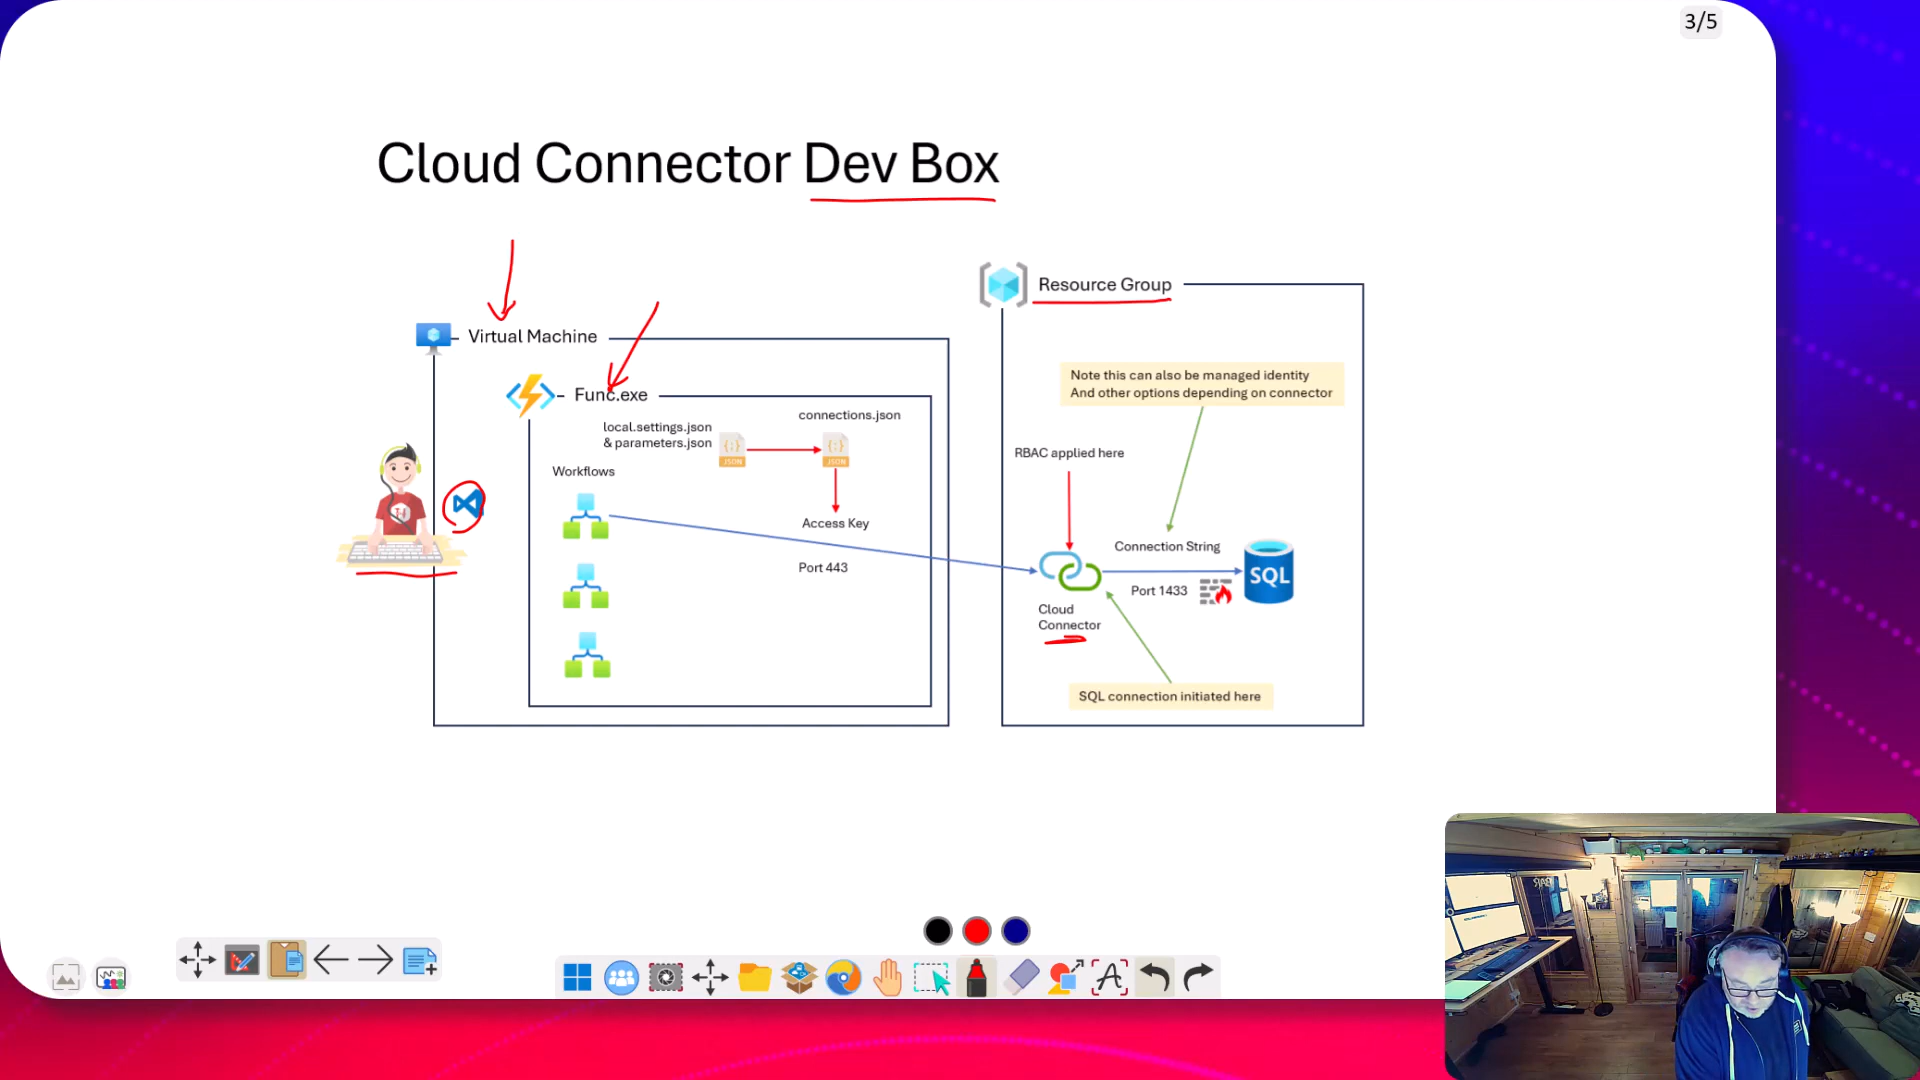 3/5
Cloud Connector Dev Box
Resource Group
Virtual Machine
Note this can also be managed identity
And other options depending on connector
Func.exe
connections.json
local.settings.json
& parameters.json
JSON
JSON
RBAC applied here
Workflows
Access Key
Connection String
Port 443
SQL
Port 1433
Cloud
Connector
SQL connection initiated here